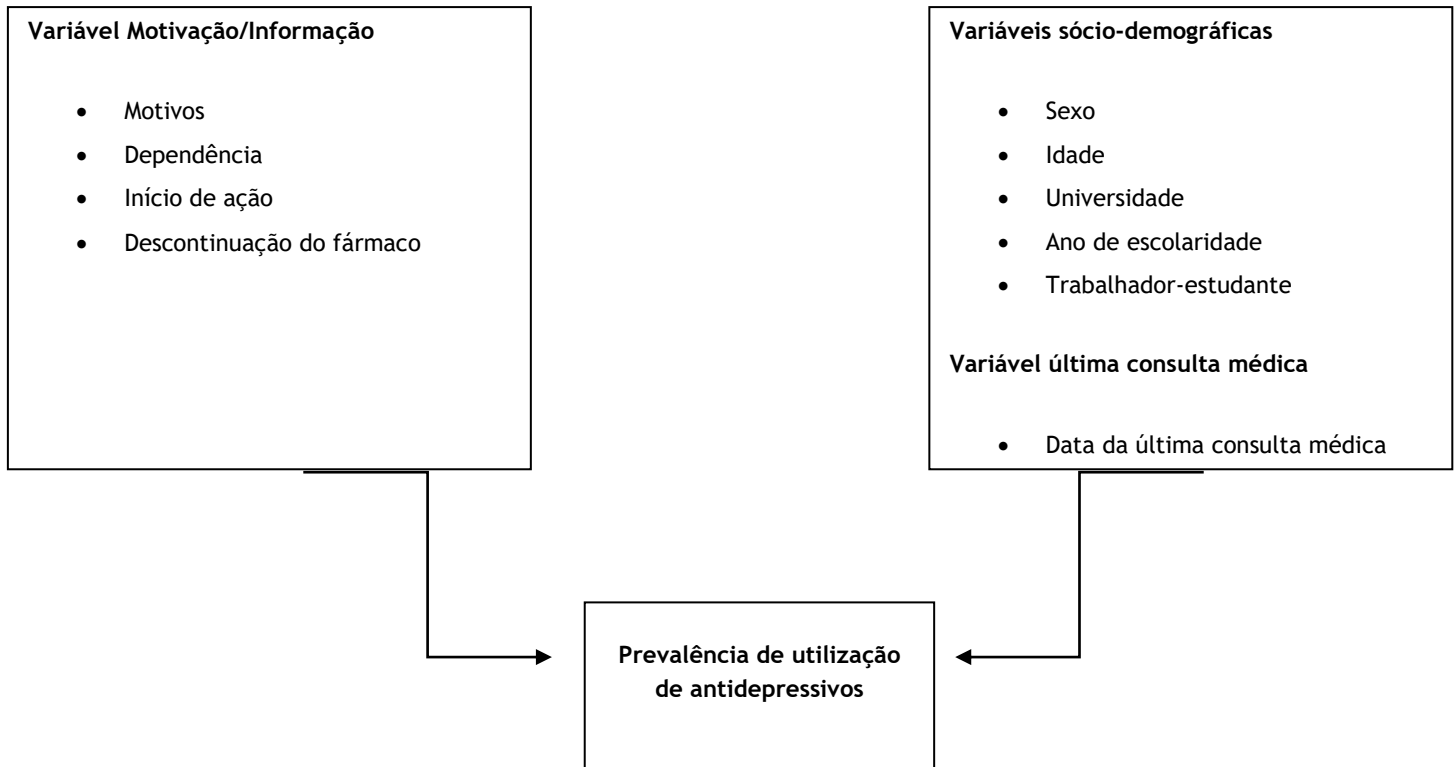 Variável Motivação/Informação
• Motivos
• Dependência
• Início de ação
• Descontinuação do fármaco
Variáveis sócio-demográficas
• Sexo
• Idade
• Universidade
• Ano de escolaridade
• Trabalhador-estudante
Variável última consulta médica
• Data da última consulta médica
Prevalência de utilização
de antidepressivos